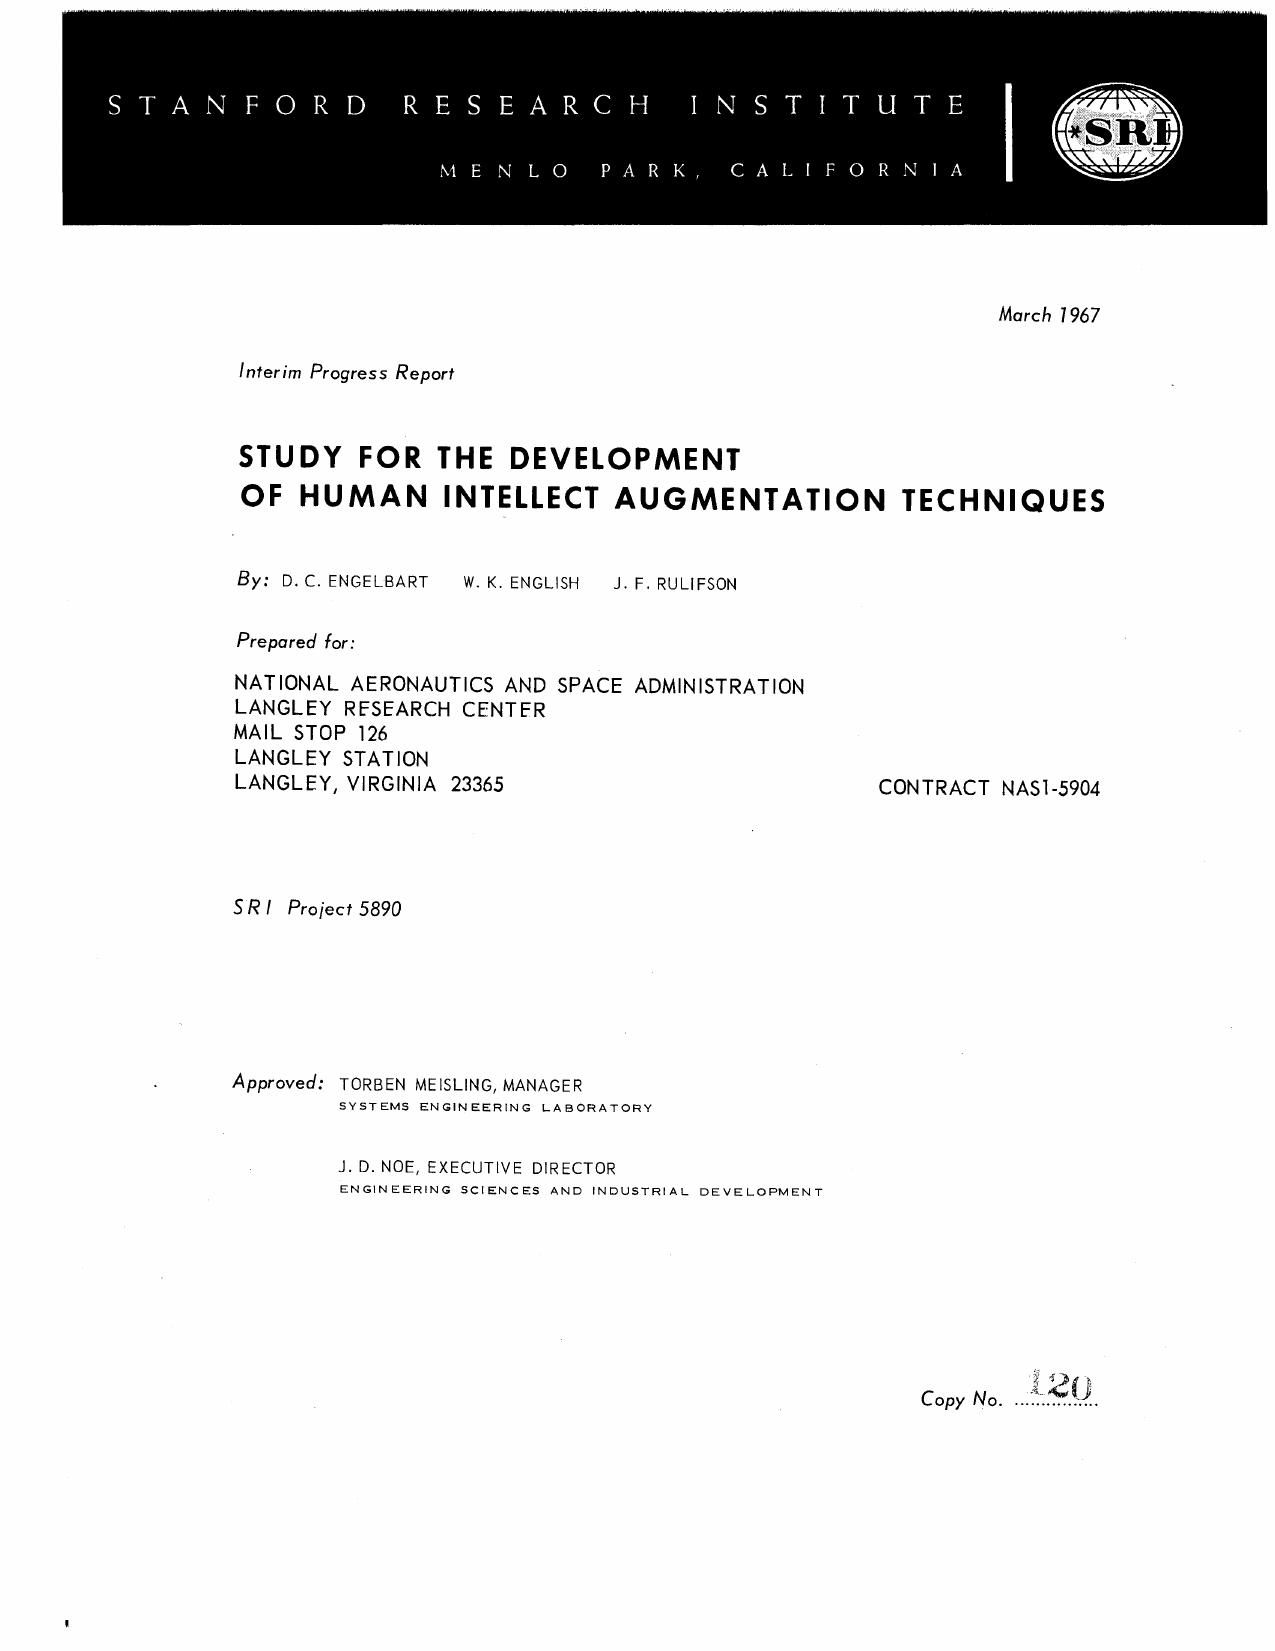 STANFORD RESEARCH INSTITUTE
MENLO PARK, CALIFORNIA
*SRI
March 1967
Interim Progress Report
STUDY FOR THE DEVELOPMENT
OF HUMAN INTELLECT AUGMENTATION TECHNIQUES
By: D. C. ENGELBART W. K. ENGLISH J. F. RULIFSON
Prepared for:
NATIONAL AERONAUTICS AND SPACE ADMINISTRATION
LANGLEY RESEARCH CENTER
MAIL STOP 126
LANGLEY STATION
LANGLEY, VIRGINIA 23365 CONTRACT NAS1-5904
SRI Project 5890
Approved: TORBEN MEISLING, MANAGER
SYSTEMS ENGINEERING LABORATORY
J. D. NOE, EXECUTIVE DIRECTOR
ENGINEERING SCIENCES AND INDUSTRIAL DEVELOPMENT
Copy No. 120